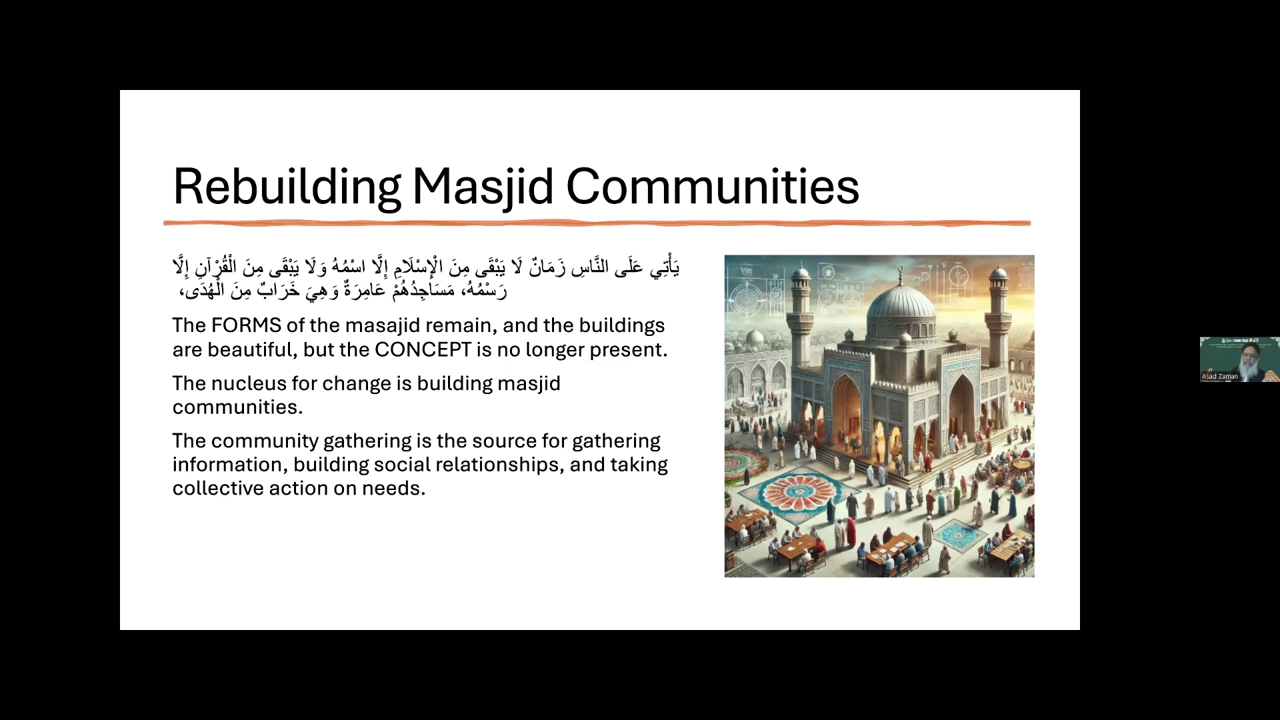 Rebuilding Masjid Communities
يَأْتِي عَلَى النَّاسِ زَمَانٌ لَا يَبْقَى مِنَ الْإِسْلَامِ إِلَّا اسْمُهُ وَلَا يَبْقَى مِنَ الْقُرْآنِ إِلَّا
رَسْمُهُ، مَسَاجِدُهُمْ عَامِرَةٌ وَهِيَ خَرَابٌ مِنَ الْهُدَى،
The FORMS of the masajid remain, and the buildings
are beautiful, but the CONCEPT is no longer present.
The nucleus for change is building masjid
communities.
The community gathering is the source for gathering
information, building social relationships, and taking
collective action on needs.
Asad Zaman